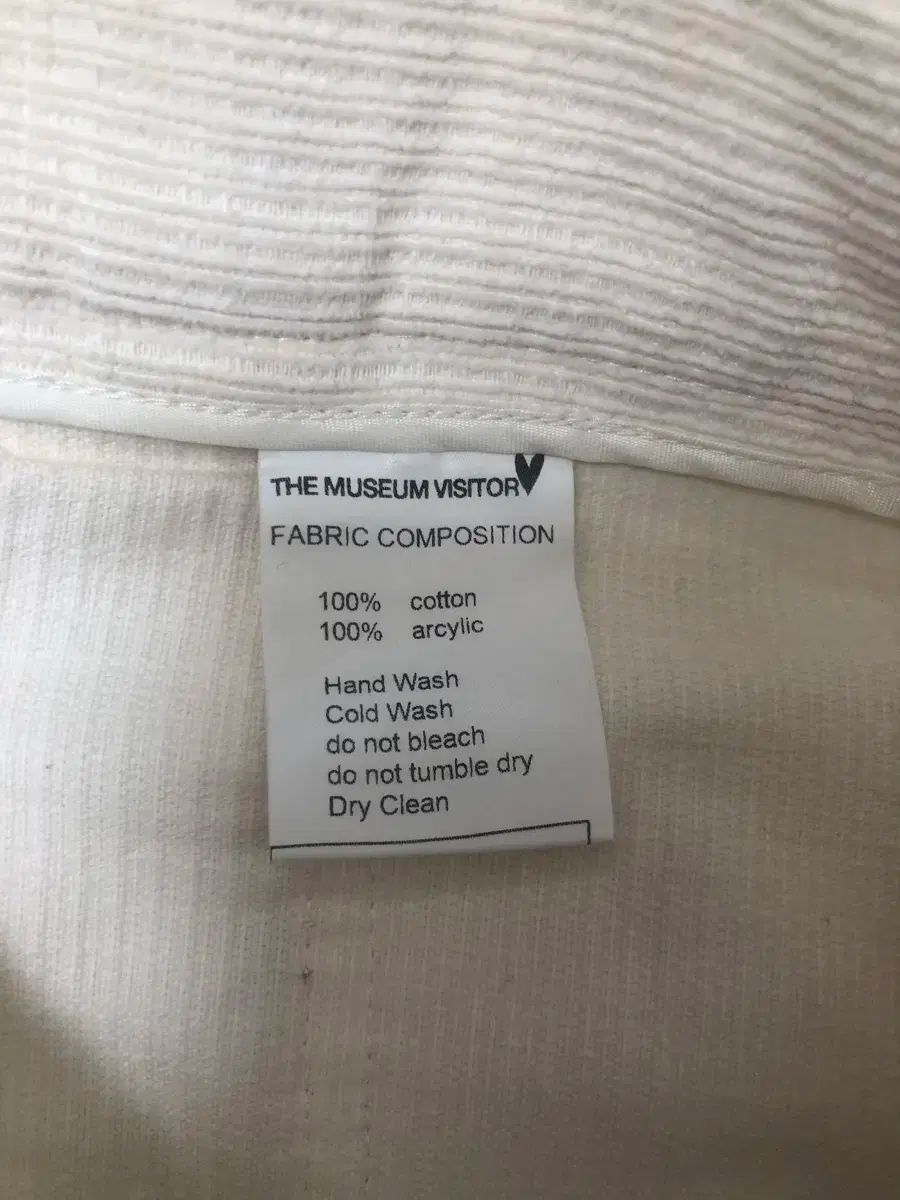 THE MUSEUM VISITOR
FABRIC COMPOSITION
100% cotton
100% arcylic
Hand Wash
Cold Wash
do not bleach
do not tumble dry
Dry Clean